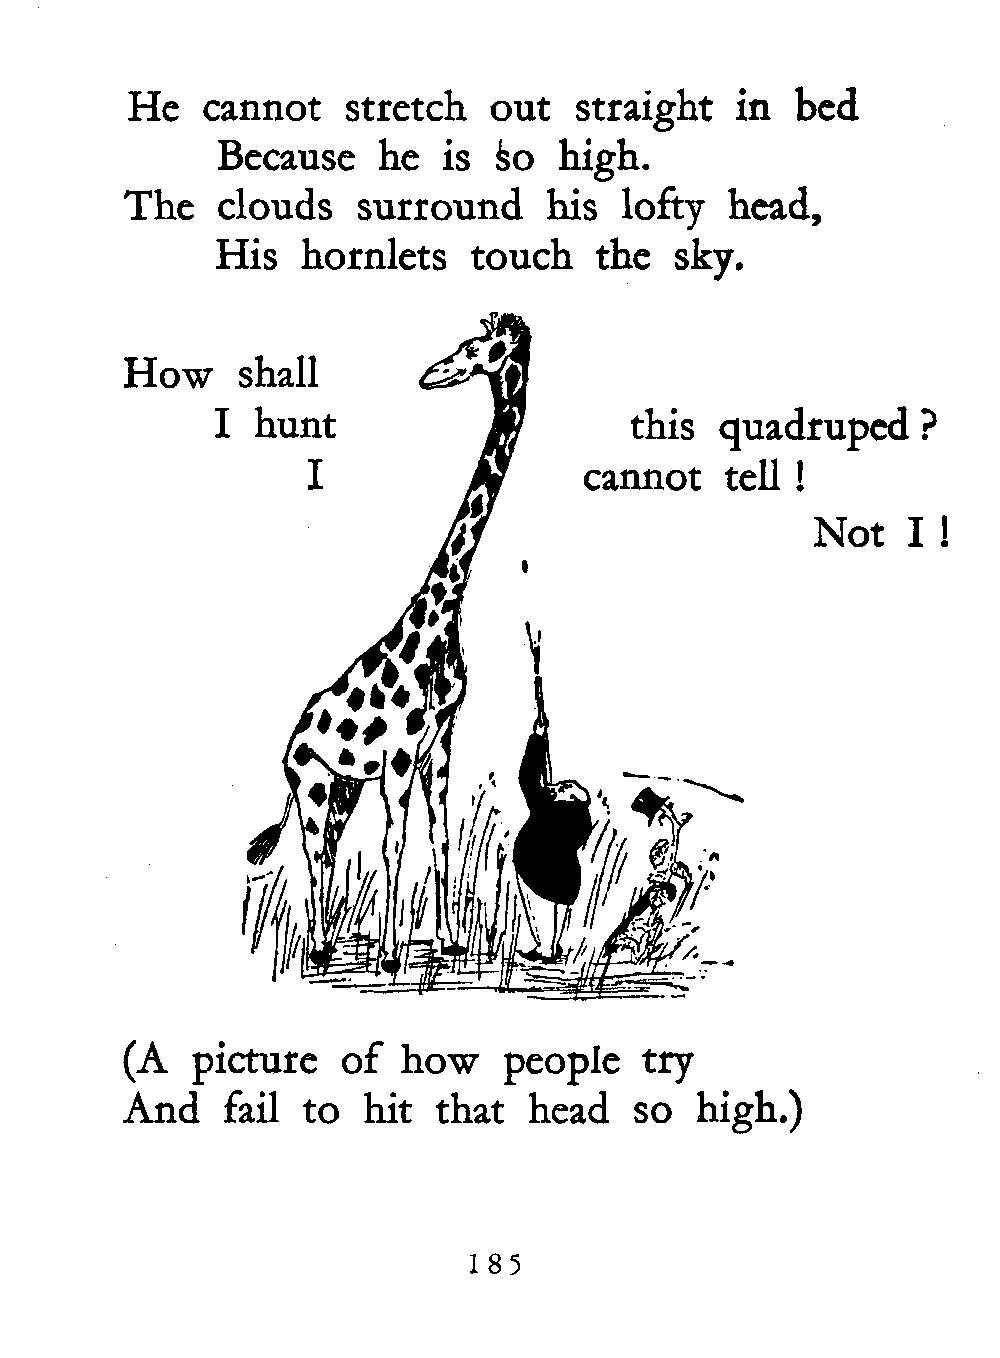 He cannot stretch out straight in bed
Because he is so high.
The clouds surround his lofty head,
His hornlets touch the sky.
How shall
I hunt this quadruped ?
I cannot tell !
Not I !
(A picture of how people try
And fail to hit that head so high.)
185